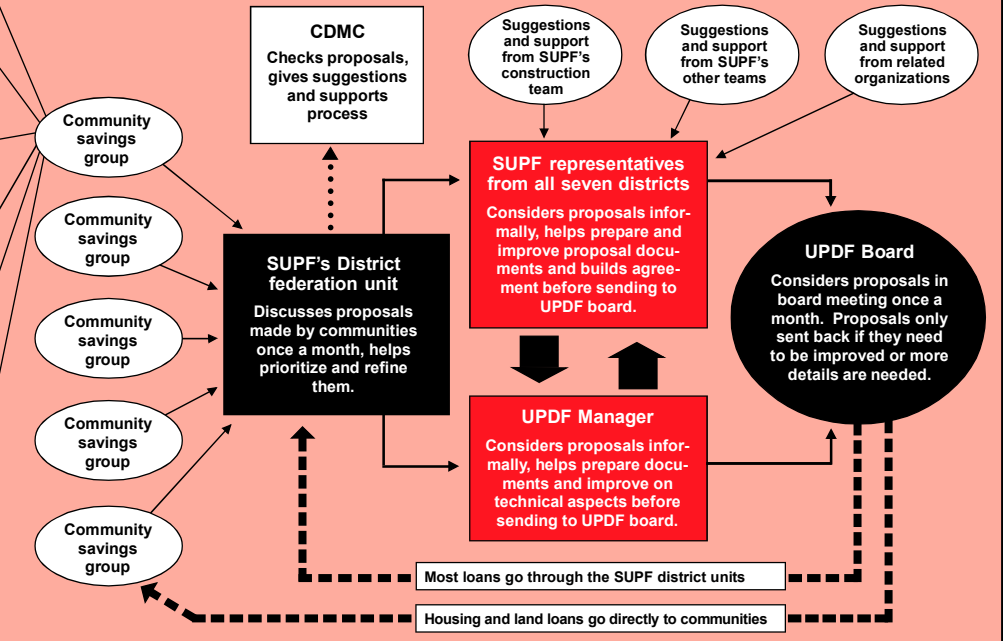 Community
savings
group
Community
savings
group
Community
savings
group
Community
savings
group
Community
savings
group
CDMC
Checks proposals,
gives suggestions
and supports
process
SUPF's District
federation unit
Discusses proposals
made by communities
once a month, helps
prioritize and refine
them.
Suggestions
and support
from SUPF's
construction
team
Suggestions
and support
from SUPF's
other teams
Suggestions
and support
from related
organizations
SUPF representatives
from all seven districts
Considers proposals infor-
mally, helps prepare and
improve proposal docu-
ments and builds agree-
ment before sending to
UPDF board.
UPDF Manager
Considers proposals infor-
mally, helps prepare docu-
ments and improve on
technical aspects before
sending to UPDF board.
UPDF Board
Considers proposals in
board meeting once a
month. Proposals only
sent back if they need
to be improved or more
details are needed.
Most loans go through the SUPF district units
Housing and land loans go directly to communities